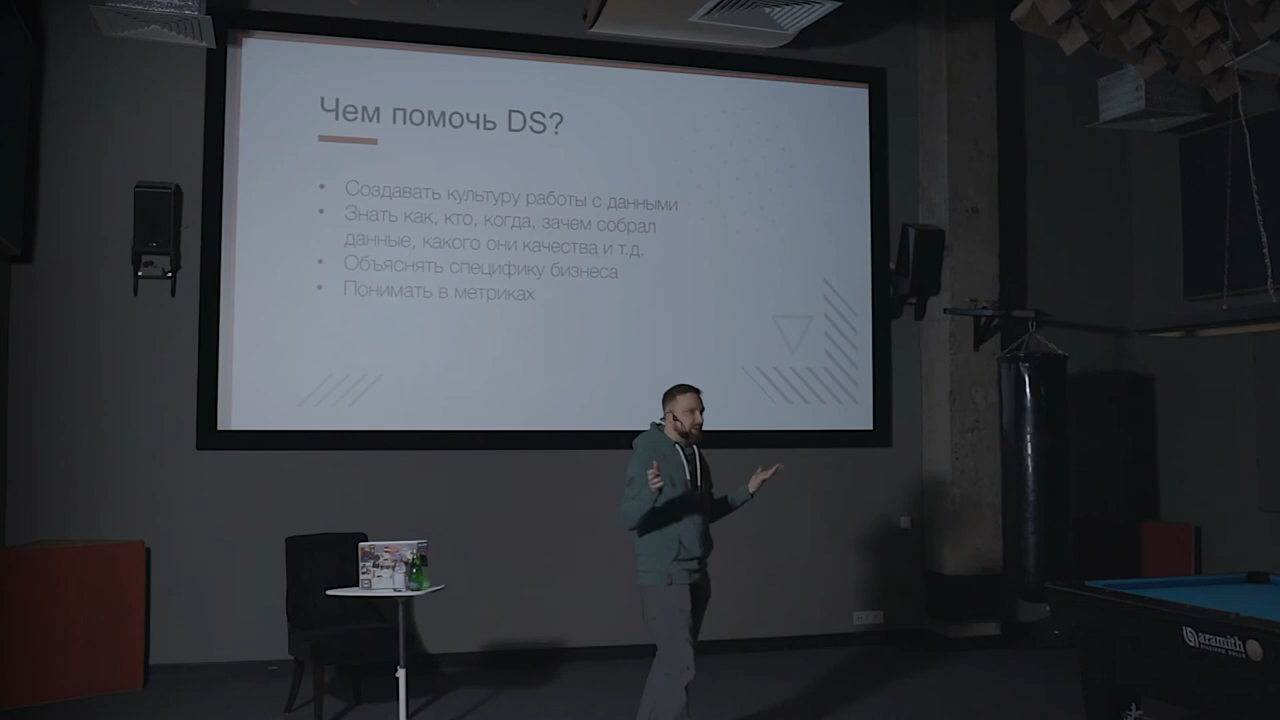 Чем помочь DS?
• Создавать культуру работы с данными
• Знать как, кто, когда, зачем собрал
данные, какого они качества и т.д.
• Объяснять специфику бизнеса
• Понимать в метриках
aramith